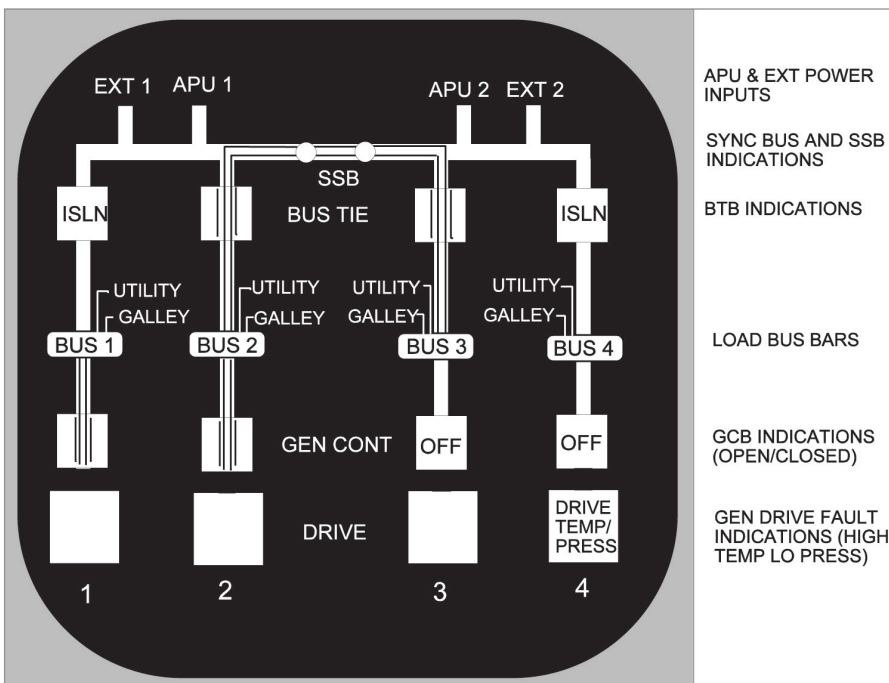 EXT 1 APU 1 APU 2 EXT 2
APU & EXT POWER
INPUTS
SYNC BUS AND SSB
INDICATIONS
SSB
ISLN BUS TIE ISLN
BTB INDICATIONS
UTILITY UTILITY UTILITY UTILITY
GALLEY GALLEY GALLEY GALLEY
BUS 1 BUS 2 BUS 3 BUS 4
LOAD BUS BARS
GEN CONT OFF OFF
GCB INDICATIONS
(OPEN/CLOSED)
DRIVE
DRIVE
TEMP/
PRESS
GEN DRIVE FAULT
INDICATIONS (HIGH
TEMP LO PRESS)
1 2 3 4